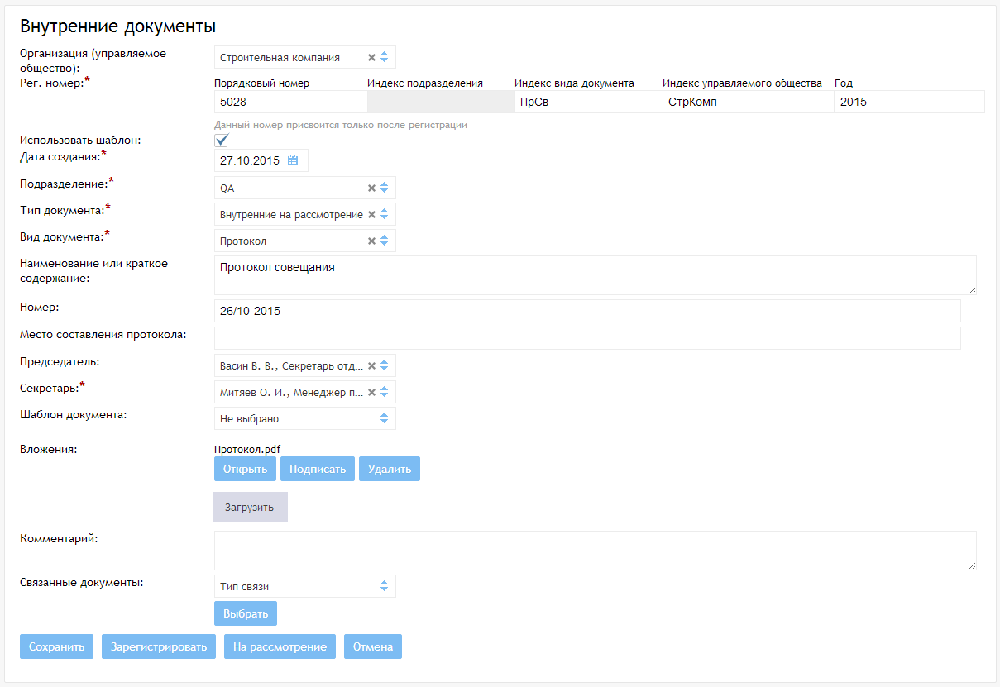 Внутренние документы
Организация (управляемое
общество):
Строительная компания
Рег. номер:*
Порядковый номер Индекс подразделения Индекс вида документа Индекс управляемого общества Год
5028 ПрСв СтрКомп 2015
Данный номер присвоится только после регистрации
Использовать шаблон:
Дата создания:* 27.10.2015
Подразделение:* QA
Тип документа:* Внутренние на рассмотрение
Вид документа:* Протокол
Наименование или краткое
содержание:
Протокол совещания
Номер: 26/10-2015
Место составления протокола:
Председатель: Васин В. В., Секретарь отд...
Секретарь:* Митяев О. И., Менеджер п...
Шаблон документа: Не выбрано
Вложения: Протокол.pdf
Открыть Подписать Удалить
Загрузить
Комментарий:
Связанные документы: Тип связи
Выбрать
Сохранить Зарегистрировать На рассмотрение Отмена